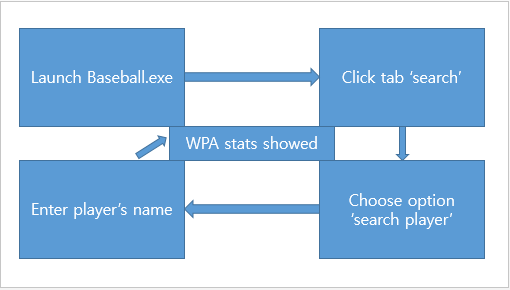 Launch Baseball.exe
Click tab ‘search’
WPA stats showed
Enter player’s name
Choose option
‘search player’